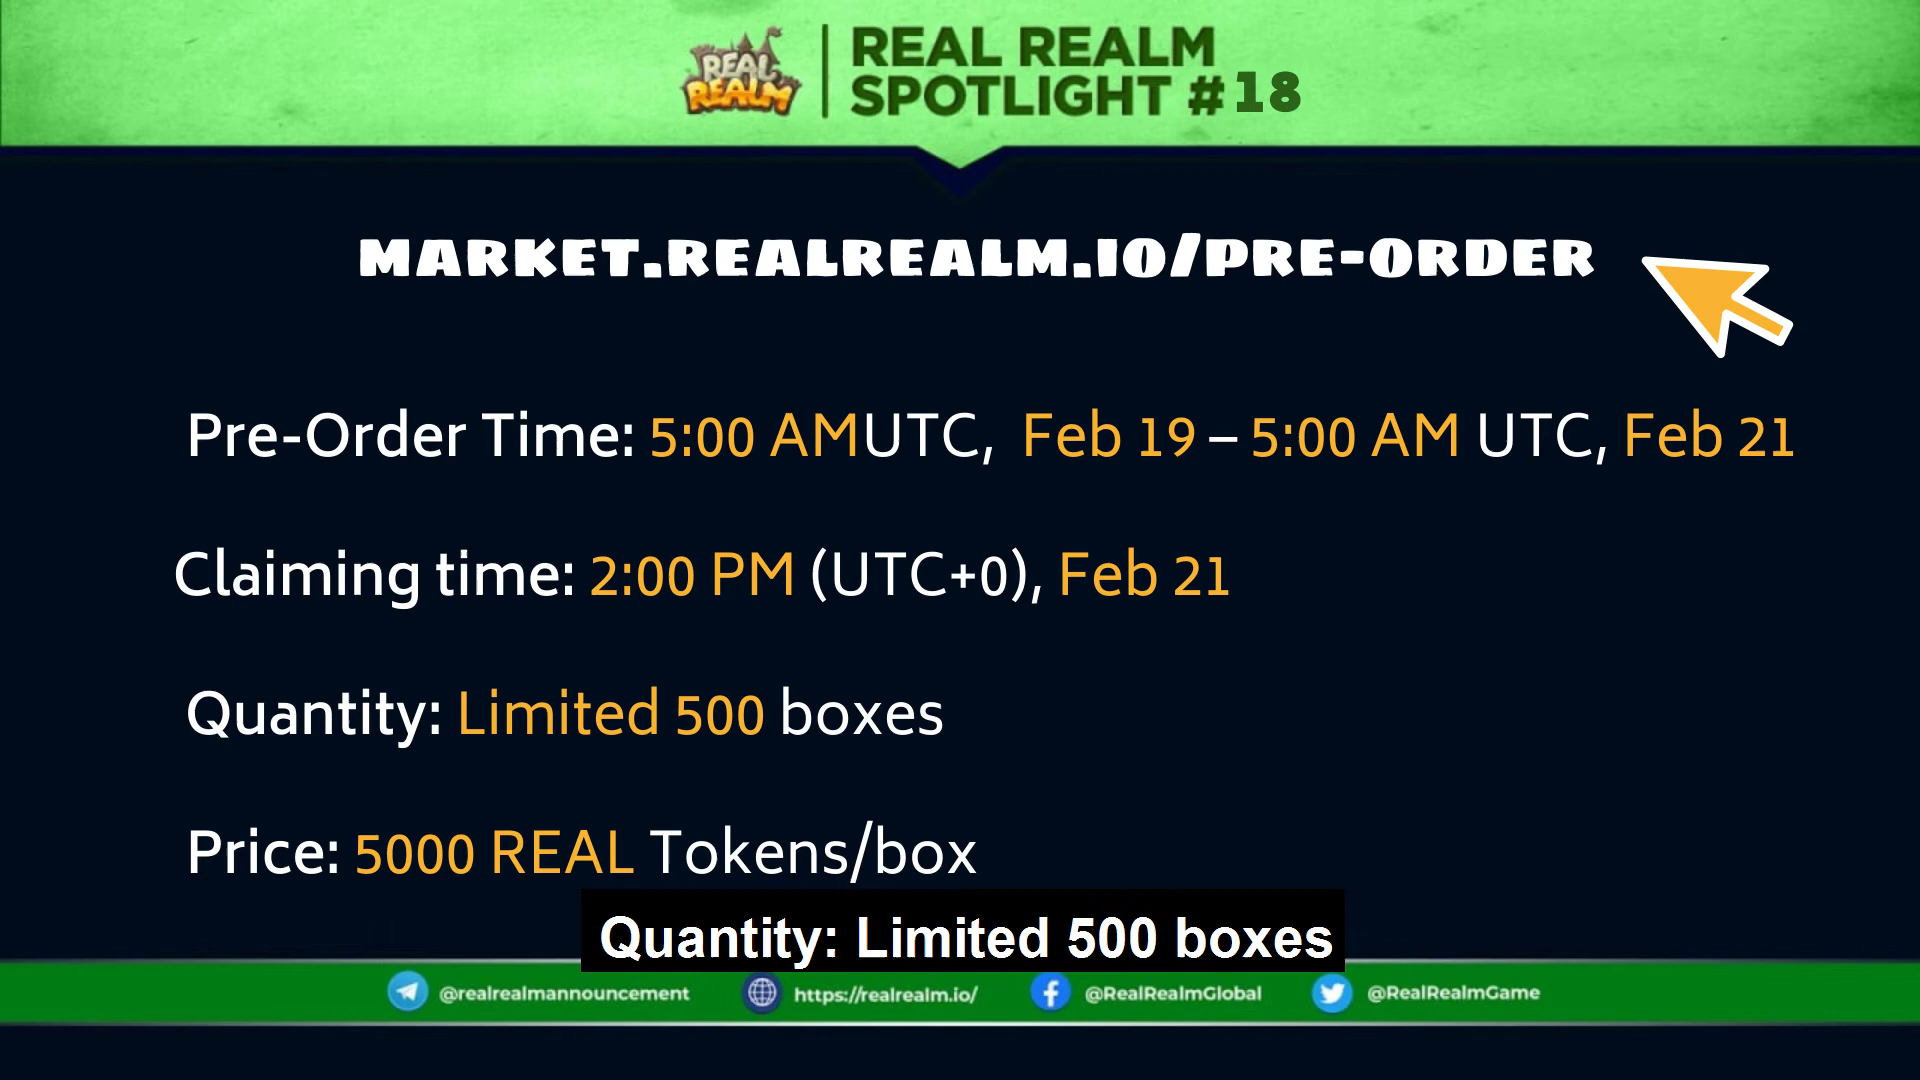 REAL REALM
REAL REALM
SPOTLIGHT #18
MARKET.REALREALM.IO/PRE-ORDER
Pre-Order Time: 5:00 AMUTC, Feb 19 – 5:00 AM UTC, Feb 21
Claiming time: 2:00 PM (UTC+0), Feb 21
Quantity: Limited 500 boxes
Price: 5000 REAL Tokens/box
Quantity: Limited 500 boxes
@realrealmannouncement https://realrealm.io/ @RealRealmGlobal @RealRealmGame